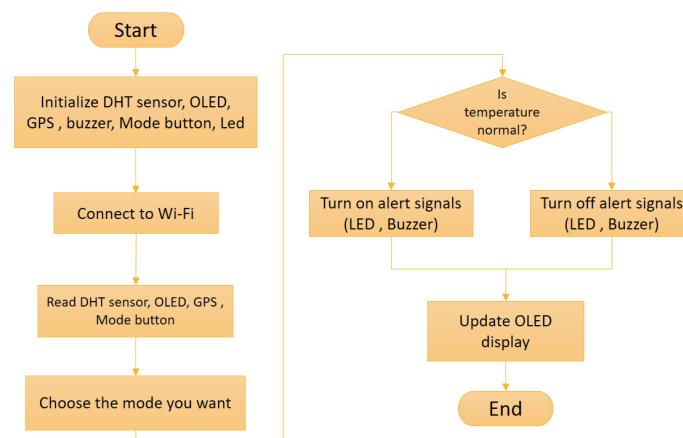 Start
Initialize DHT sensor, OLED,
GPS , buzzer, Mode button, Led
Connect to Wi-Fi
Read DHT sensor, OLED, GPS ,
Mode button
Choose the mode you want
Is
temperature
normal?
Turn on alert signals
(LED , Buzzer)
Turn off alert signals
(LED , Buzzer)
Update OLED
display
End